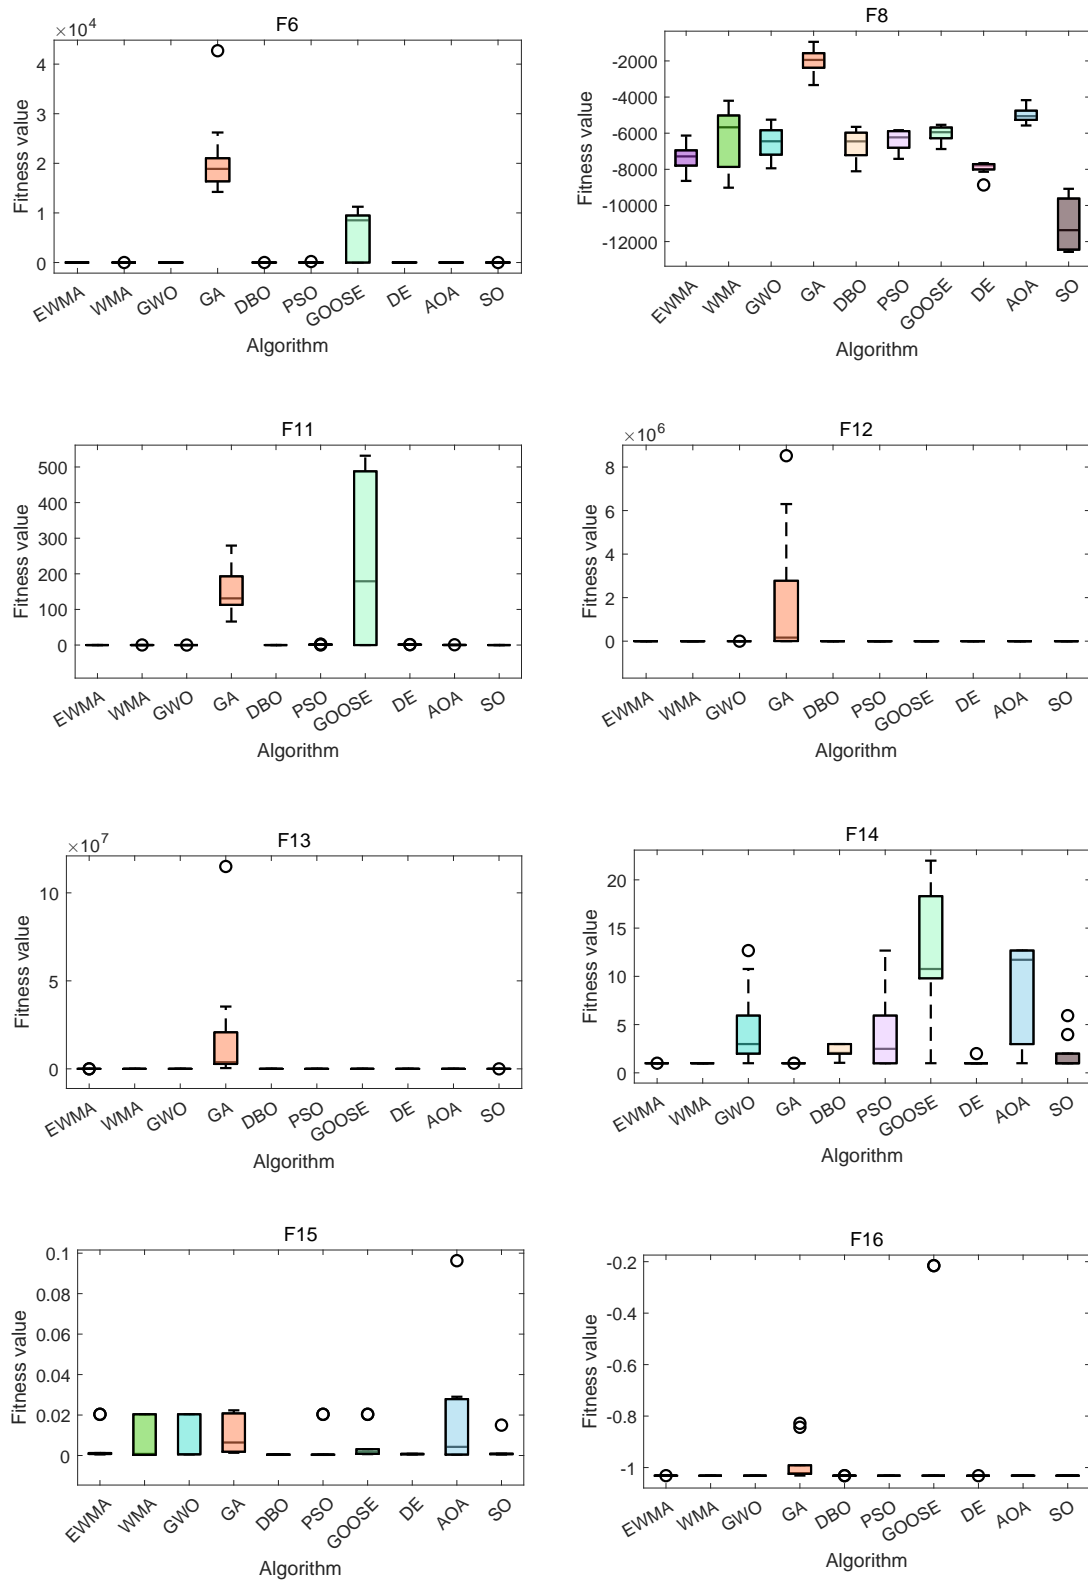 F6
×10⁴
4
3
2
1
0
Fitness value
EWMA WMA GWO GA DBO PSO GOOSE DE AOA SO
Algorithm
F8
-2000
-4000
-6000
-8000
-10000
-12000
Fitness value
EWMA WMA GWO GA DBO PSO GOOSE DE AOA SO
Algorithm
F11
500
400
300
200
100
0
Fitness value
EWMA WMA GWO GA DBO PSO GOOSE DE AOA SO
Algorithm
F12
×10⁶
8
6
4
2
0
Fitness value
EWMA WMA GWO GA DBO PSO GOOSE DE AOA SO
Algorithm
F13
×10⁷
10
5
0
Fitness value
EWMA WMA GWO GA DBO PSO GOOSE DE AOA SO
Algorithm
F14
20
15
10
5
0
Fitness value
EWMA WMA GWO GA DBO PSO GOOSE DE AOA SO
Algorithm
F15
0.1
0.08
0.06
0.04
0.02
0
Fitness value
EWMA WMA GWO GA DBO PSO GOOSE DE AOA SO
Algorithm
F16
-0.2
-0.4
-0.6
-0.8
-1
Fitness value
EWMA WMA GWO GA DBO PSO GOOSE DE AOA SO
Algorithm